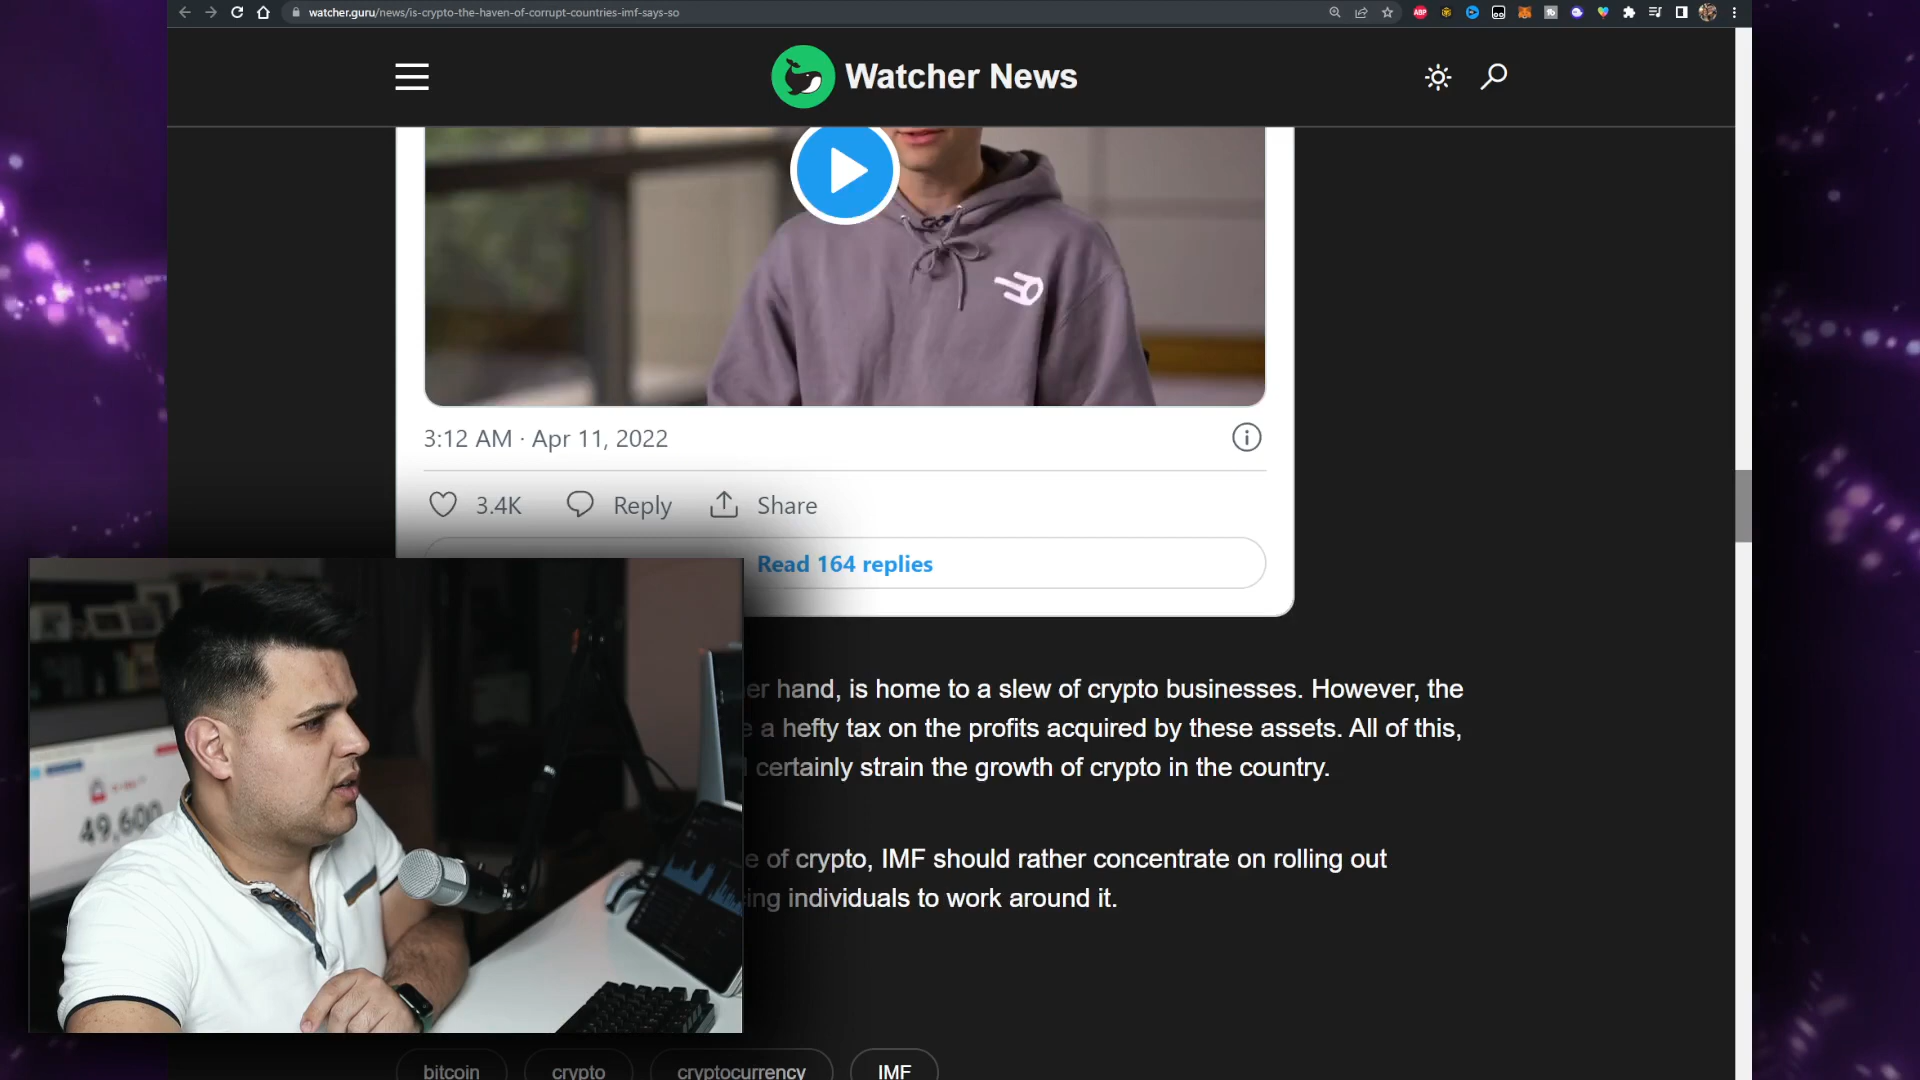 watcher.guru/news/is-crypto-the-haven-of-corrupt-countries-imf-says-so
ABP
Watcher News
3:12 AM · Apr 11, 2022
3.4K Reply Share
Read 164 replies
er hand, is home to a slew of crypto businesses. However, the
e a hefty tax on the profits acquired by these assets. All of this,
certainly strain the growth of crypto in the country.
49,600
e of crypto, IMF should rather concentrate on rolling out
ing individuals to work around it.
bitcoin crypto cryptocurrency IMF